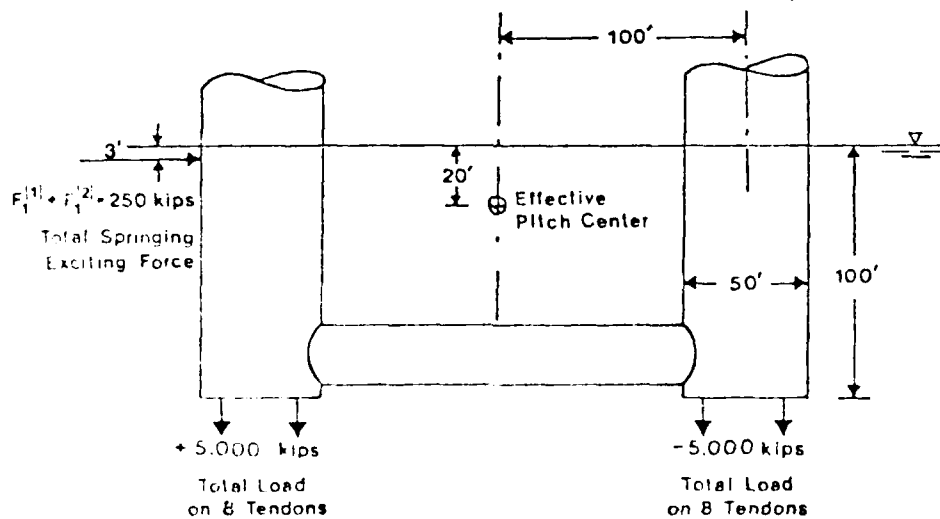 100'
3'
20'
F₁⁽¹⁾ + F₁⁽²⁾ = 250 kips
Total Springing
Exciting Force
Effective
Pitch Center
50'
100'
+ 5.000 kips
Total Load
on 8 Tendons
-5.000 kips
Total Load
on 8 Tendons